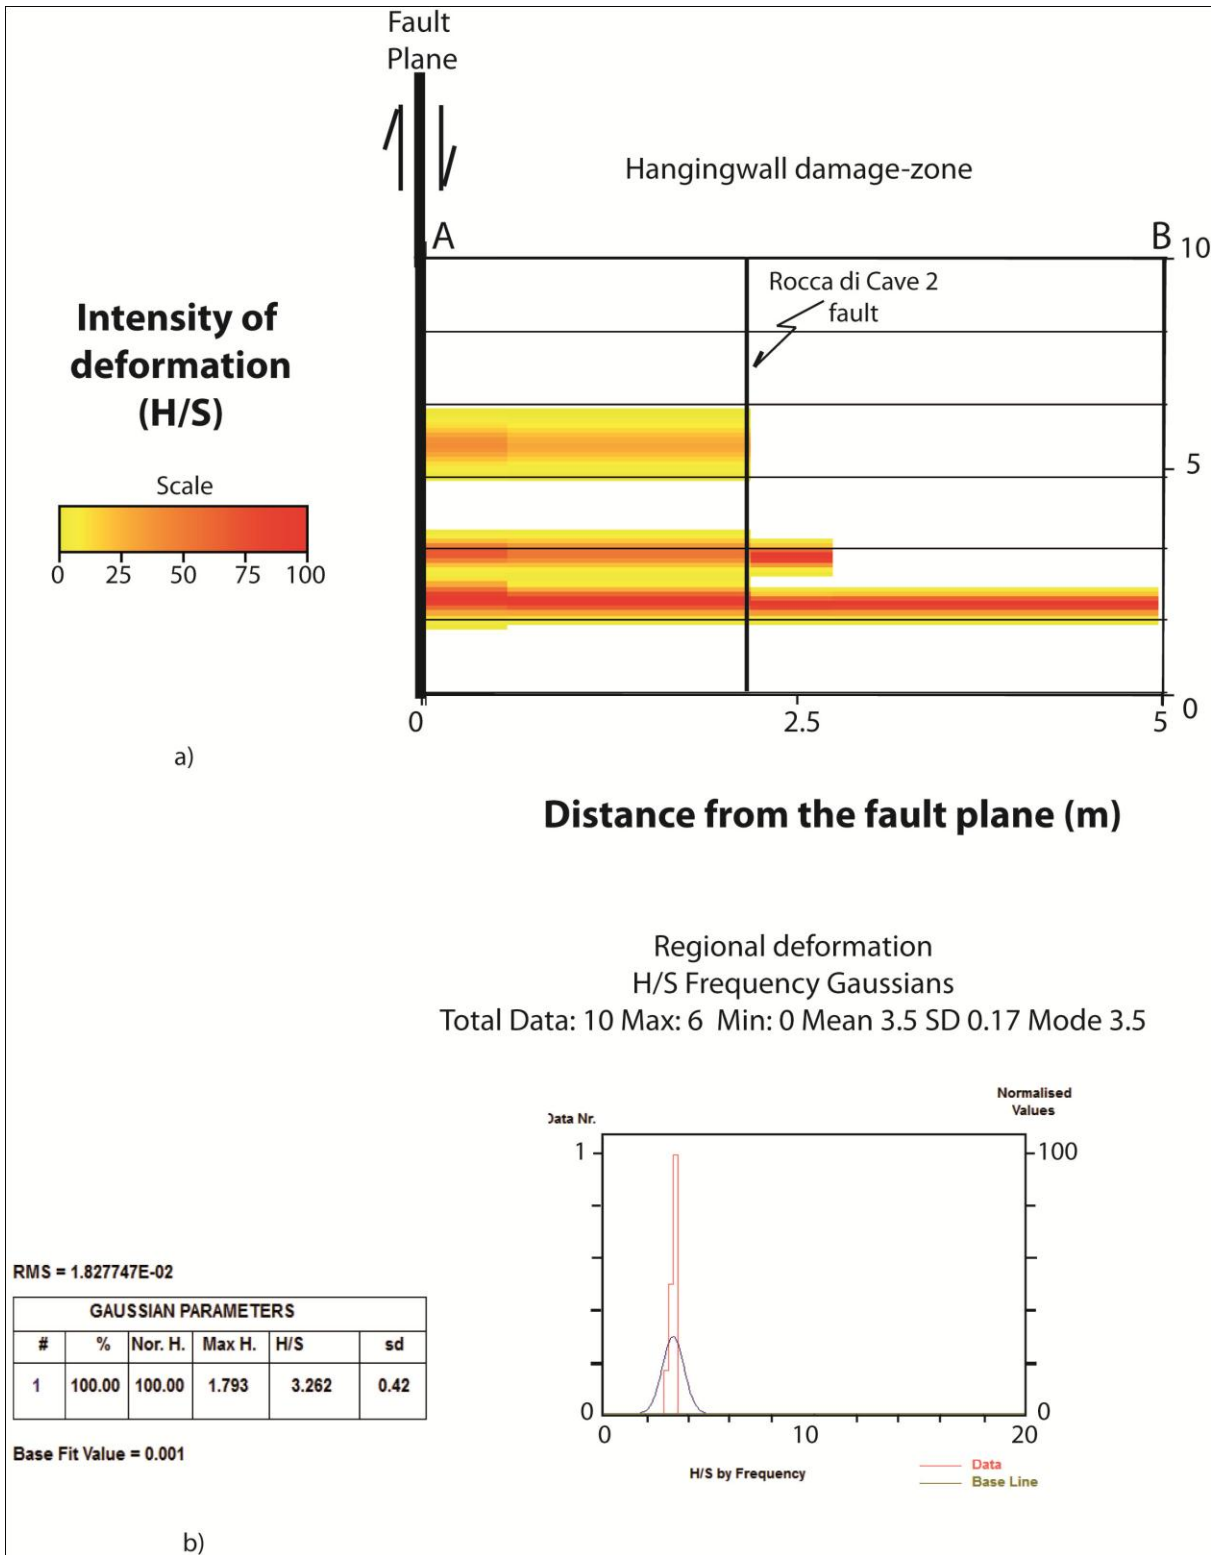 Fault
Plane
Hangingwall damage-zone
A
B
10
Rocca di Cave 2
fault
Intensity of
deformation
(H/S)
Scale
0 25 50 75 100
5
0
0 2.5 5
a)
Distance from the fault plane (m)
Regional deformation
H/S Frequency Gaussians
Total Data: 10 Max: 6 Min: 0 Mean 3.5 SD 0.17 Mode 3.5
Normalised
Values
Data Nr.
1
100
0
0 10 20
H/S by Frequency
Data
Base Line
RMS = 1.827747E-02
GAUSSIAN PARAMETERS
# % Nor. H. Max H. H/S sd
1 100.00 100.00 1.793 3.262 0.42
Base Fit Value = 0.001
b)